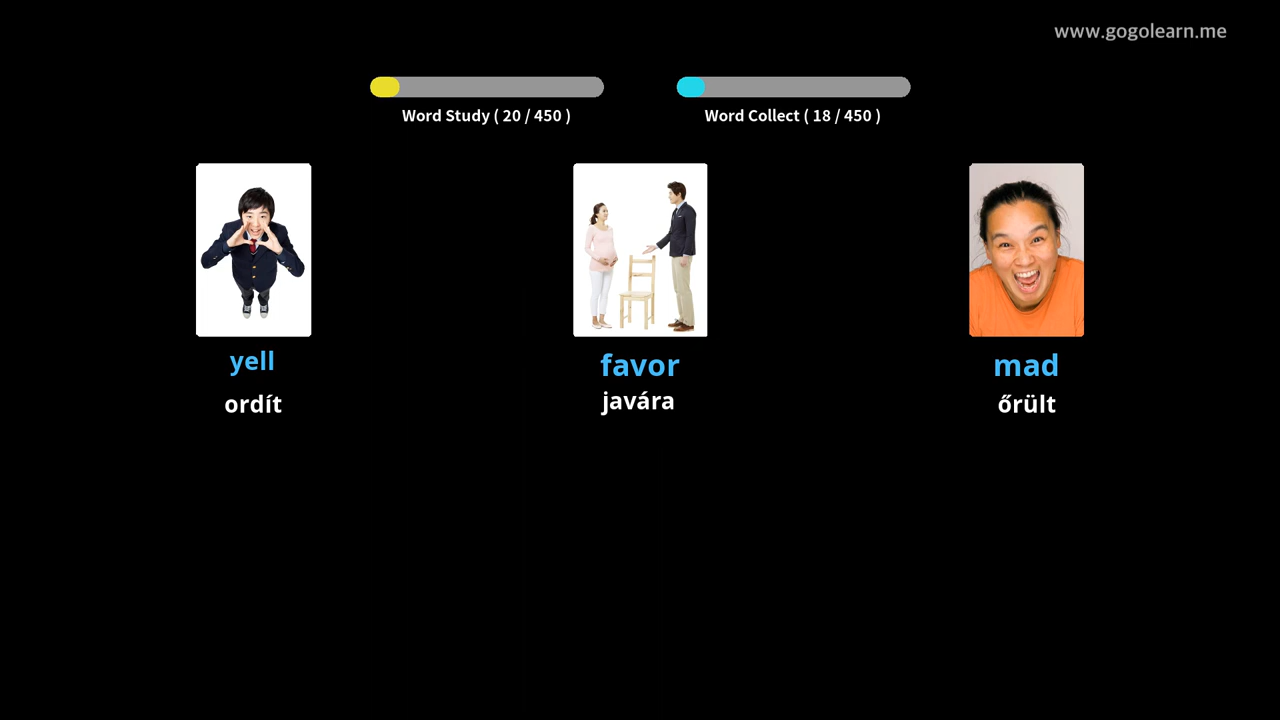 www.gogolearn.me
Word Study ( 20 / 450 )
Word Collect ( 18 / 450 )
yell
favor
mad
ordít
javára
őrült